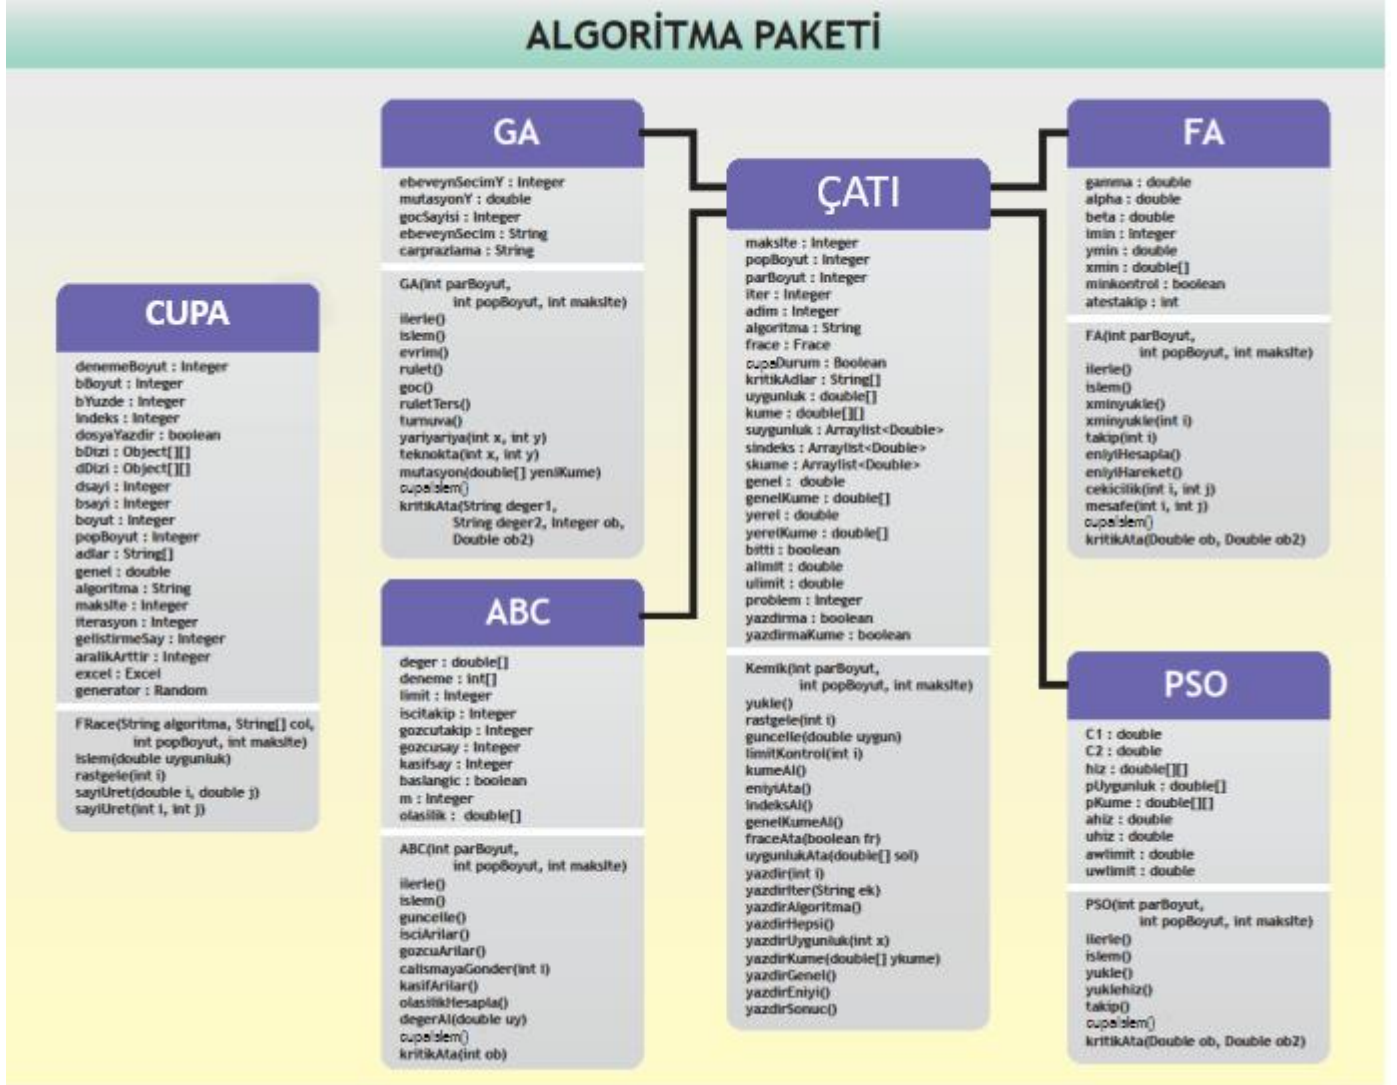 ALGORİTMA PAKETİ
CUPA
denemeBoyut : Integer
bBoyut : Integer
bYuzde : Integer
indeks : Integer
dosyaYazdir : boolean
bDizi : Object[][]
dDizi : Object[][]
dsayi : Integer
bsayi : Integer
boyut : Integer
popBoyut : Integer
adlar : String[]
genel : double
algoritma : String
maksIte : Integer
iterasyon : Integer
gelistirmeSay : Integer
aralikArttir : Integer
excel : Excel
generator : Random
FRace(String algoritma, String[] col,
int popBoyut, int maksIte)
islem(double uygunluk)
rastgele(int i)
sayiUret(double i, double j)
sayiUret(int i, int j)
GA
ebeveynSecimY : Integer
mutasyonY : double
gocSayisi : Integer
ebeveynSecim : String
carprazlama : String
GA(int parBoyut,
int popBoyut, int maksIte)
ilerle()
islem()
evrim()
rulet()
goc()
ruletTers()
turnuva()
yariyariya(int x, int y)
teknokta(int x, int y)
mutasyon(double[] yeniKume)
cupaIslem()
kritikAta(String deger1,
String deger2, Integer ob,
Double ob2)
ABC
deger : double[]
deneme : int[]
limit : Integer
iscitakip : Integer
gozcutakip : Integer
gozcusay : Integer
kasifsay : Integer
baslangic : boolean
m : Integer
olasilik : double[]
ABC(int parBoyut,
int popBoyut, int maksIte)
ilerle()
islem()
guncelle()
isciArilar()
gozcuArilar()
calismayaGonder(int i)
kasifArilar()
olasilikHesapla()
degerAl(double uy)
cupaIslem()
kritikAta(int ob)
ÇATI
maksIte : Integer
popBoyut : Integer
parBoyut : Integer
iter : Integer
adim : Integer
algoritma : String
frace : Frace
cupaDurum : Boolean
kritikAdlar : String[]
uygunluk : double[]
kume : double[][]
suygunluk : Arraylist<Double>
sindeks : Arraylist<Double>
skume : Arraylist<Double>
genel : double
genelKume : double[]
yerel : double
yerelKume : double[]
bitti : boolean
alimit : double
ulimit : double
problem : Integer
yazdirma : boolean
yazdirmaKume : boolean
Kemik(int parBoyut,
int popBoyut, int maksIte)
yukle()
rastgele(int i)
guncelle(double uygun)
limitKontrol(int i)
kumeAl()
eniyiAta()
indeksAl()
genelKumeAl()
fraceAta(boolean fr)
uygunlukAta(double[] sol)
yazdir(int i)
yazdirIter(String ek)
yazdirAlgoritma()
yazdirHepsi()
yazdirUygunluk(int x)
yazdirKume(double[] ykume)
yazdirGenel()
yazdirEniyi()
yazdirSonuc()
FA
gamma : double
alpha : double
beta : double
imin : Integer
ymin : double
xmin : double[]
minkontrol : boolean
atestakip : int
FA(int parBoyut,
int popBoyut, int maksIte)
ilerle()
islem()
xminyukle()
xminyukle(int i)
takip(int i)
eniyiHesapla()
eniyiHareket()
cekicilik(int i, int j)
mesafe(int i, int j)
cupaIslem()
kritikAta(Double ob, Double ob2)
PSO
C1 : double
C2 : double
hiz : double[][]
pUygunluk : double[]
pKume : double[][]
ahiz : double
uhiz : double
awlimit : double
uwlimit : double
PSO(int parBoyut,
int popBoyut, int maksIte)
ilerle()
islem()
yukle()
yuklehiz()
takip()
cupaIslem()
kritikAta(Double ob, Double ob2)